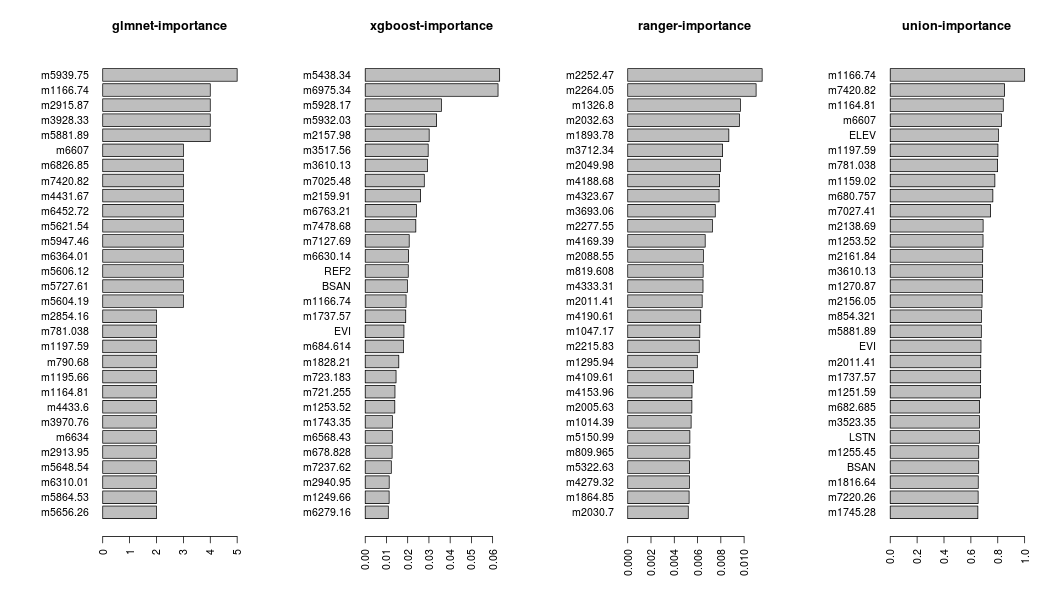 glmnet-importance
m5939.75
m1166.74
m2915.87
m3928.33
m5881.89
m6607
m6826.85
m7420.82
m4431.67
m6452.72
m5621.54
m5947.46
m6364.01
m5606.12
m5727.61
m5604.19
m2854.16
m781.038
m1197.59
m790.68
m1195.66
m1164.81
m4433.6
m3970.76
m6634
m2913.95
m5648.54
m6310.01
m5864.53
m5656.26
0 1 2 3 4 5
xgboost-importance
m5438.34
m6975.34
m5928.17
m5932.03
m2157.98
m3517.56
m3610.13
m7025.48
m2159.91
m6763.21
m7478.68
m7127.69
m6630.14
REF2
BSAN
m1166.74
m1737.57
EVI
m684.614
m1828.21
m723.183
m721.255
m1253.52
m1743.35
m6568.43
m678.828
m7237.62
m2940.95
m1249.66
m6279.16
0.00 0.01 0.02 0.03 0.04 0.05 0.06
ranger-importance
m2252.47
m2264.05
m1326.8
m2032.63
m1893.78
m3712.34
m2049.98
m4188.68
m4323.67
m3693.06
m2277.55
m4169.39
m2088.55
m819.608
m4333.31
m2011.41
m4190.61
m1047.17
m2215.83
m1295.94
m4109.61
m4153.96
m2005.63
m1014.39
m5150.99
m809.965
m5322.63
m4279.32
m1864.85
m2030.7
0.000 0.002 0.004 0.006 0.008 0.010
union-importance
m1166.74
m7420.82
m1164.81
m6607
ELEV
m1197.59
m781.038
m1159.02
m680.757
m7027.41
m2138.69
m1253.52
m2161.84
m3610.13
m1270.87
m2156.05
m854.321
m5881.89
EVI
m2011.41
m1737.57
m1251.59
m682.685
m3523.35
LSTN
m1255.45
BSAN
m1816.64
m7220.26
m1745.28
0.0 0.2 0.4 0.6 0.8 1.0